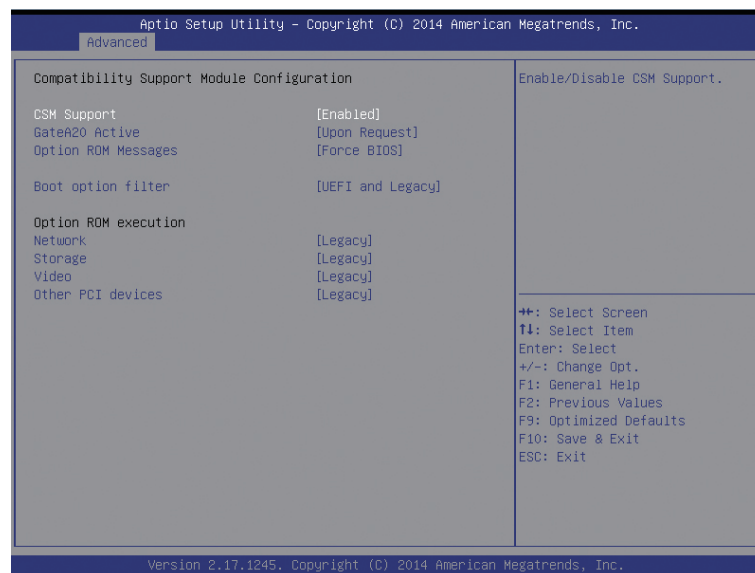 Aptio Setup Utility – Copyright (C) 2014 American Megatrends, Inc.
Advanced
Compatibility Support Module Configuration
CSM Support [Enabled]
GateA20 Active [Upon Request]
Option ROM Messages [Force BIOS]
Boot option filter [UEFI and Legacy]
Option ROM execution
Network [Legacy]
Storage [Legacy]
Video [Legacy]
Other PCI devices [Legacy]
Enable/Disable CSM Support.
→←: Select Screen
↑↓: Select Item
Enter: Select
+/-: Change Opt.
F1: General Help
F2: Previous Values
F9: Optimized Defaults
F10: Save & Exit
ESC: Exit
Version 2.17.1245. Copyright (C) 2014 American Megatrends, Inc.